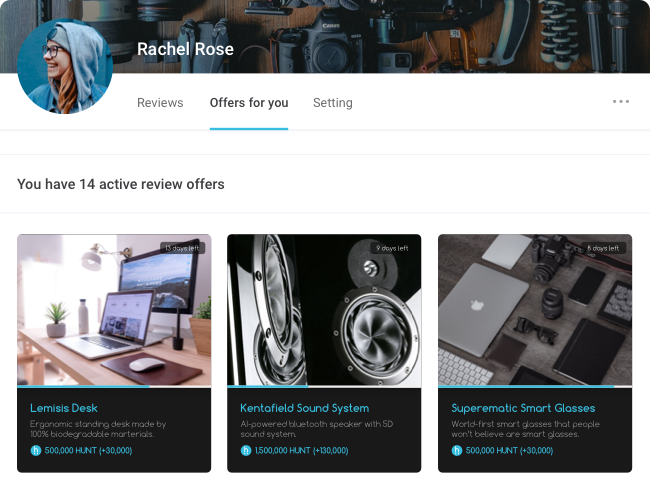 Canon
Rachel Rose
Reviews
Offers for you
Setting
You have 14 active review offers
13 days left
9 days left
8 days left
Lemisis Desk
Ergonomic standing desk made by
100% biodegradable marterials.
500,000 HUNT (+30,000)
Kentafield Sound System
AI-powered bluetooth speaker with 5D
sound system.
1,500,000 HUNT (+130,000)
Superematic Smart Glasses
World-first smart glasses that people
won't believe are smart glasses.
500,000 HUNT (+30,000)